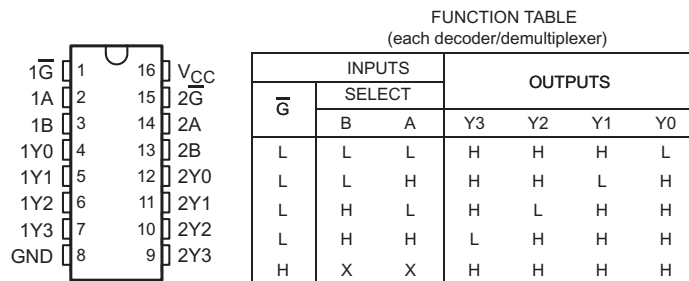 1G̅ 1 16 VCC
1A 2 15 2G̅
1B 3 14 2A
1Y0 4 13 2B
1Y1 5 12 2Y0
1Y2 6 11 2Y1
1Y3 7 10 2Y2
GND 8 9 2Y3
FUNCTION TABLE
(each decoder/demultiplexer)
INPUTS OUTPUTS
G̅ SELECT
B A Y3 Y2 Y1 Y0
L L L H H H L
L L H H H L H
L H L H L H H
L H H L H H H
H X X H H H H